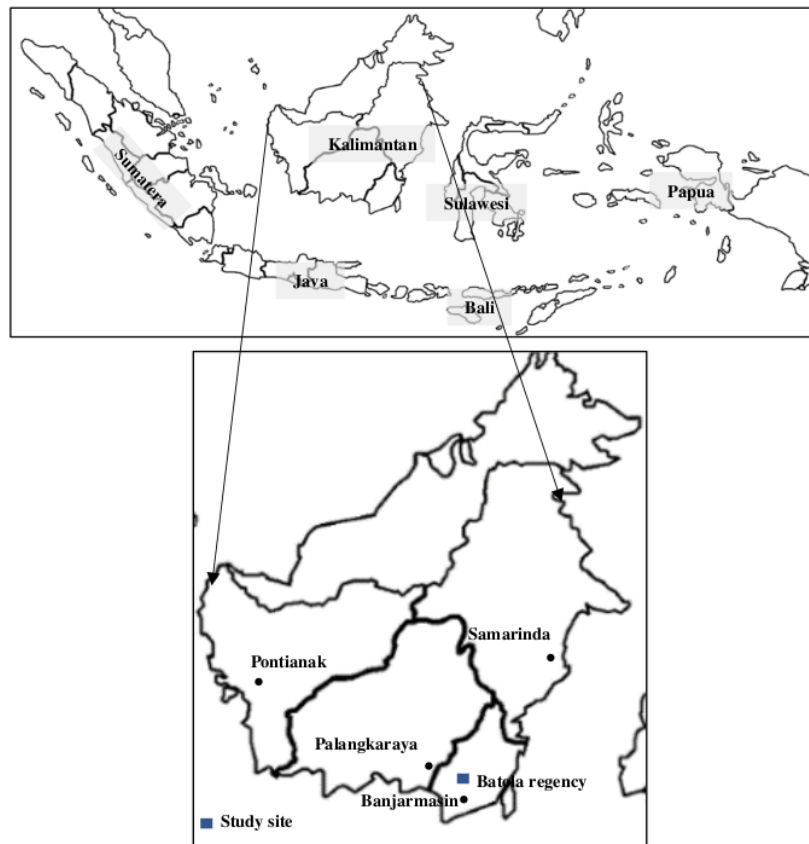 Kalimantan
Sumatera
Sulawesi
Papua
Java
Bali
Samarinda
Pontianak
Palangkaraya
Batola regency
Banjarmasin
Study site